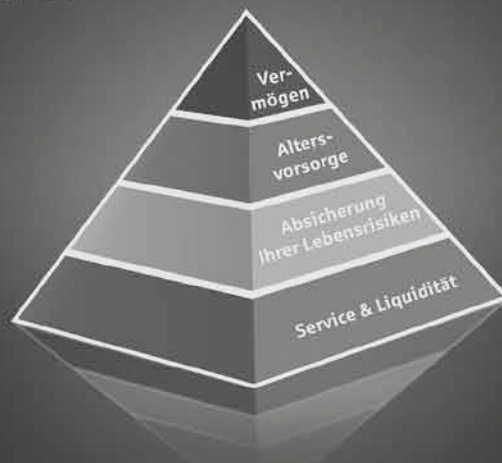 Ver-
mögen
Alters-
vorsorge
Absicherung
Ihrer Lebensrisiken
Service & Liquidität